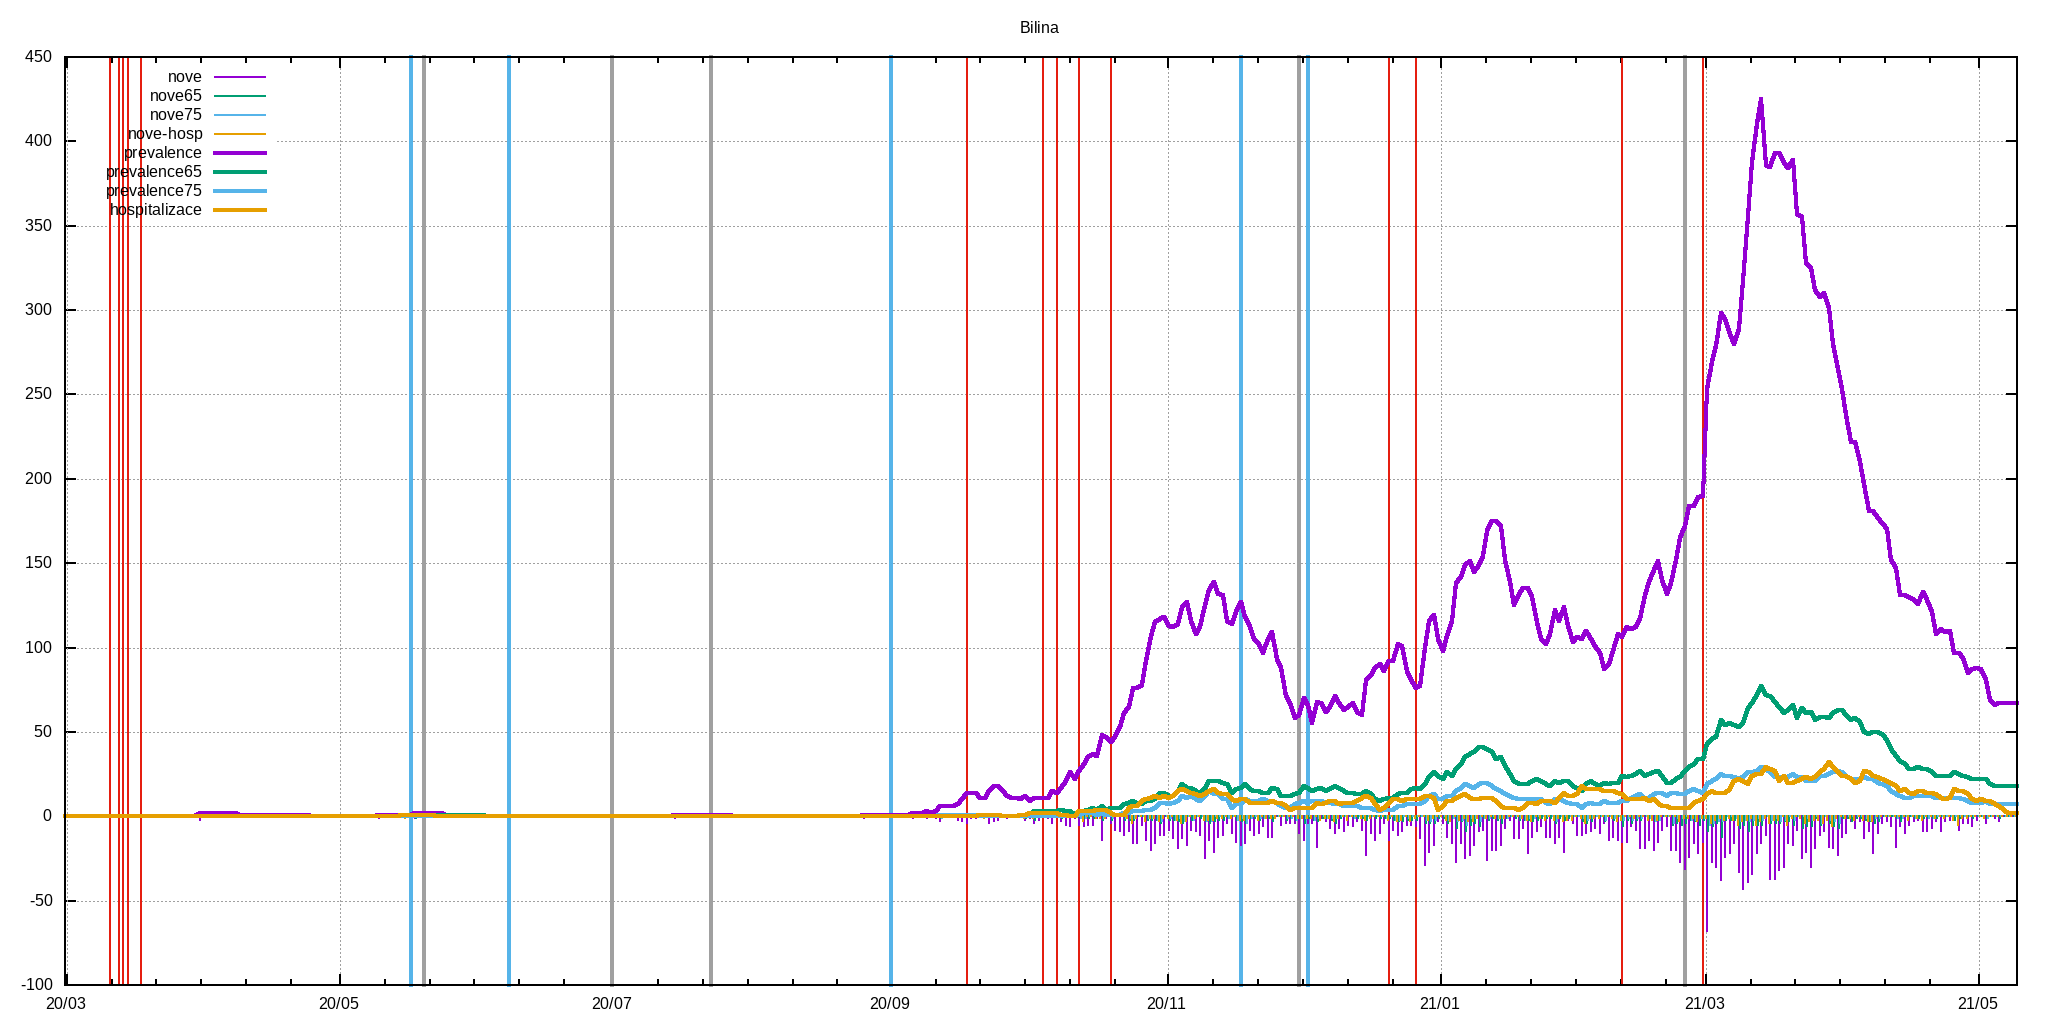 Bilina
450
400
350
300
250
200
150
100
50
0
-50
-100
nove
nove65
nove75
nove-hosp
prevalence
prevalence65
prevalence75
hospitalizace
20/03 20/05 20/07 20/09 20/11 21/01 21/03 21/05